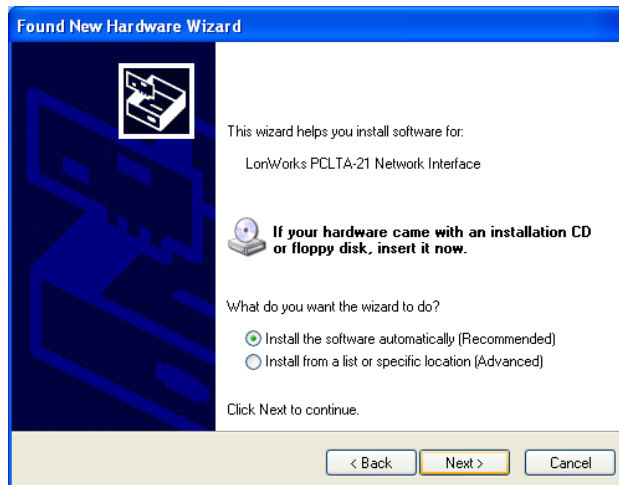 Found New Hardware Wizard
This wizard helps you install software for:
LonWorks PCLTA-21 Network Interface
If your hardware came with an installation CD
or floppy disk, insert it now.
What do you want the wizard to do?
Install the software automatically (Recommended)
Install from a list or specific location (Advanced)
Click Next to continue.
< Back Next > Cancel